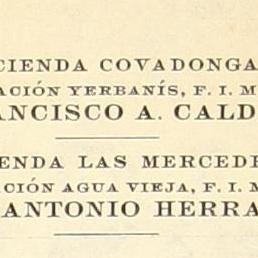 CIENDA COVADONGA
ACIÓN YERBANÍS, F. I. M
ANCISCO A. CALD
ENDA LAS MERCEDE
CIÓN AGUA VIEJA, F. I. M
ANTONIO HERRA